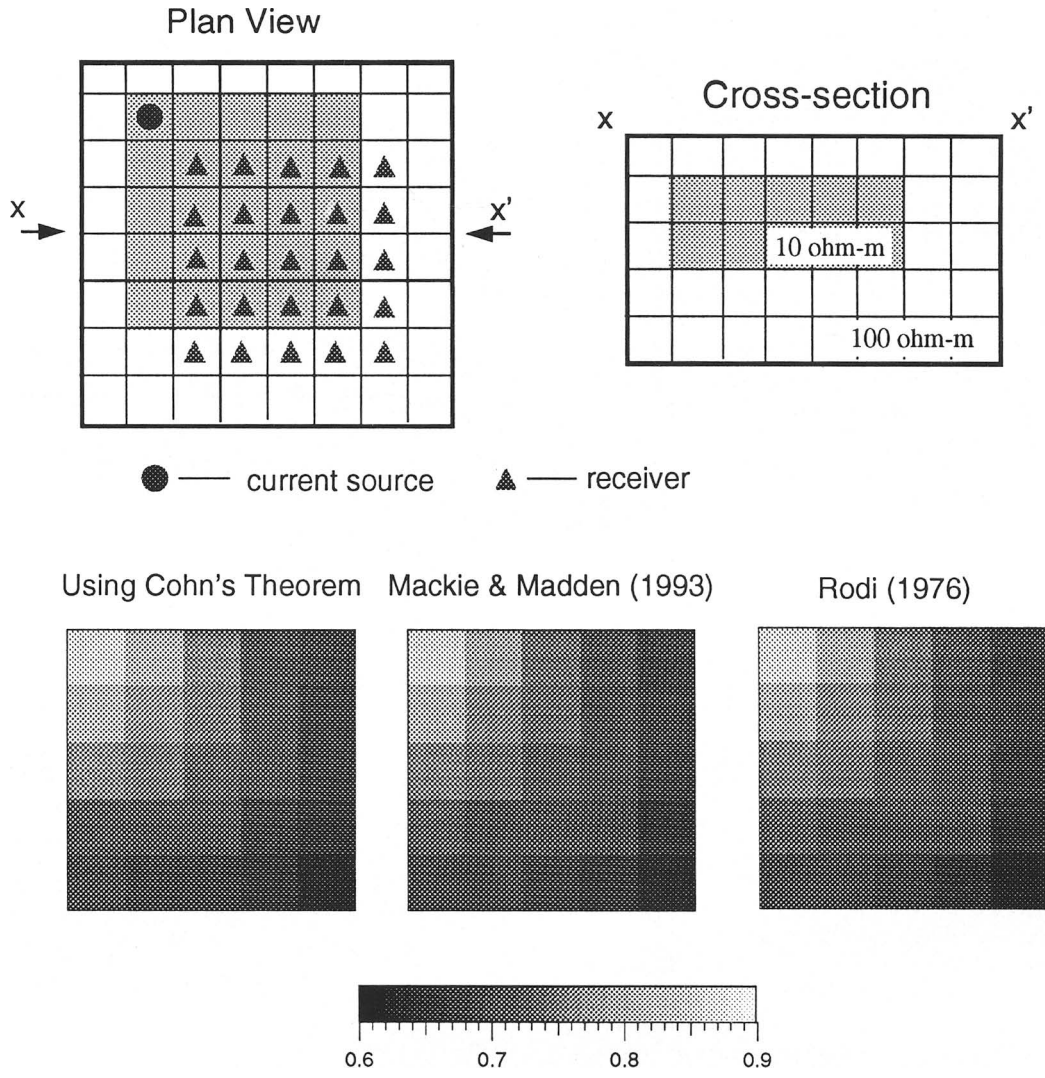 Plan View
Cross-section
x
x'
x
x'
10 ohm-m
100 ohm-m
current source
receiver
Using Cohn's Theorem
Mackie & Madden (1993)
Rodi (1976)
0.6
0.7
0.8
0.9